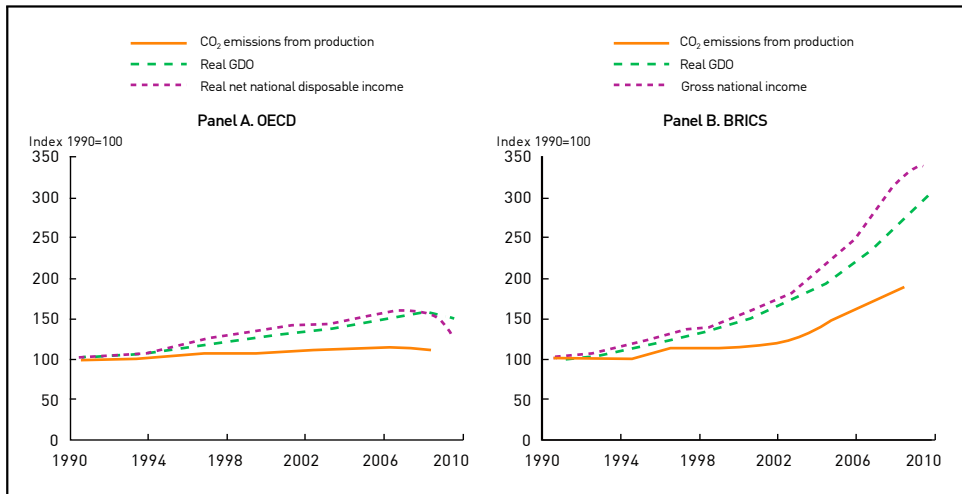 CO₂ emissions from production
Real GDO
Real net national disposable income
Panel A. OECD
Index 1990=100
350
300
250
200
150
100
50
0
1990 1994 1998 2002 2006 2010
CO₂ emissions from production
Real GDO
Gross national income
Panel B. BRICS
Index 1990=100
350
300
250
200
150
100
50
0
1990 1994 1998 2002 2006 2010